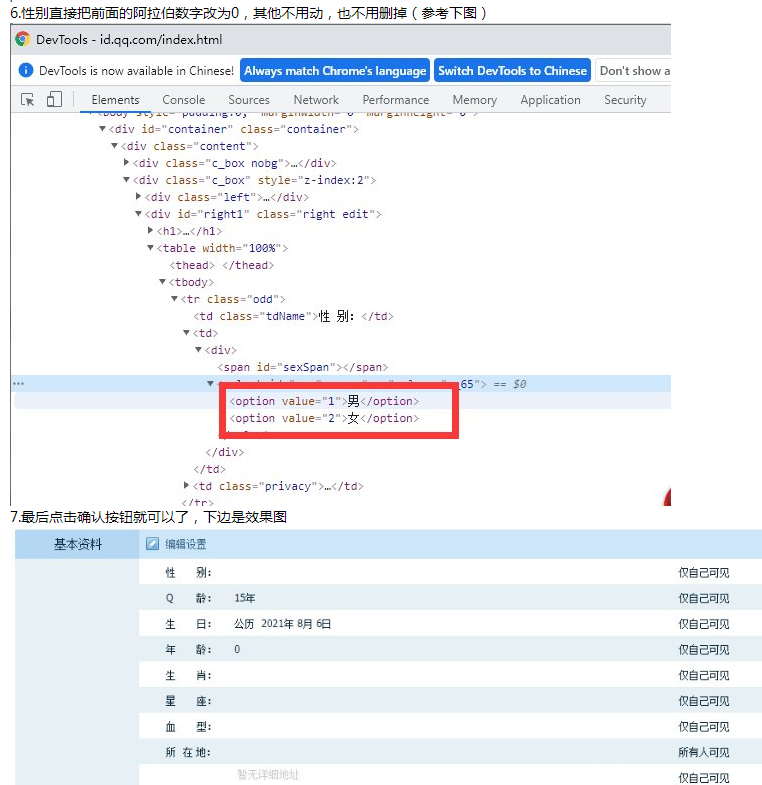 6.性别直接把前面的阿拉伯数字改为0，其他不用动，也不用删掉（参考下图）
DevTools - id.qq.com/index.html
DevTools is now available in Chinese! Always match Chrome's language Switch DevTools to Chinese Don't show a
Elements Console Sources Network Performance Memory Application Security
<div id="container" class="container">
<div class="content">
<div class="c_box nobg">…</div>
<div class="c_box" style="z-index:2">
<div class="left">…</div>
<div id="right1" class="right edit">
<h1>…</h1>
<table width="100%">
<thead> </thead>
<tbody>
<tr class="odd">
<td class="tdName">性 别：</td>
<td>
<div>
<span id="sexSpan"></span>
… _65"> == $0
<option value="1">男</option>
<option value="2">女</option>
</div>
</td>
<td class="privacy">…</td>
</tr>
7.最后点击确认按钮就可以了，下边是效果图
基本资料 编辑设置
性 别： 仅自己可见
Q 龄： 15年 仅自己可见
生 日： 公历 2021年 8月 6日 仅自己可见
年 龄： 0 仅自己可见
生 肖： 仅自己可见
星 座： 仅自己可见
血 型： 仅自己可见
所 在 地： 所有人可见
暂无详细地址 仅自己可见